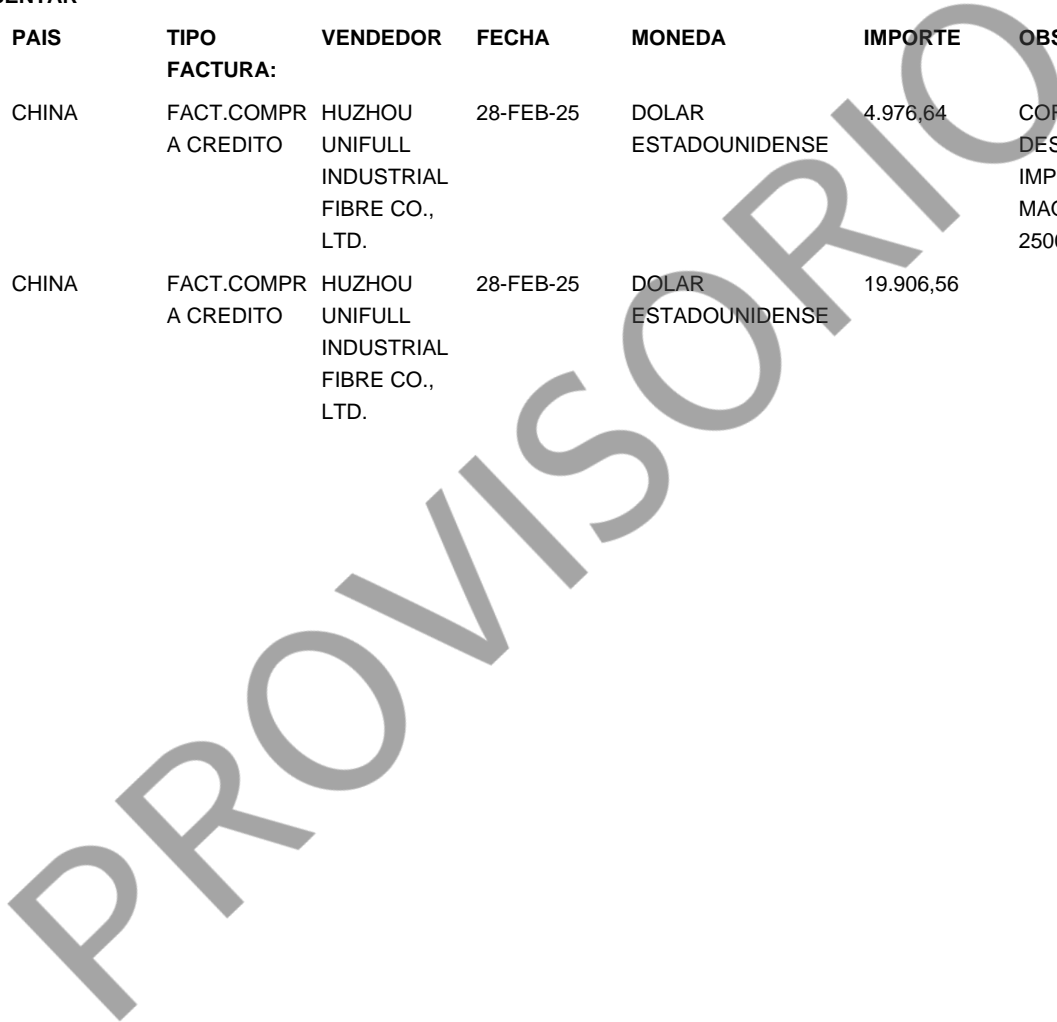 PAIS TIPO FACTURA: VENDEDOR FECHA MONEDA IMPORTE
CHINA FACT.COMPR A CREDITO HUZHOU UNIFULL INDUSTRIAL FIBRE CO., LTD. 28-FEB-25 DOLAR ESTADOUNIDENSE 4.976,64
CHINA FACT.COMPR A CREDITO HUZHOU UNIFULL INDUSTRIAL FIBRE CO., LTD. 28-FEB-25 DOLAR ESTADOUNIDENSE 19.906,56
PROVISORIO